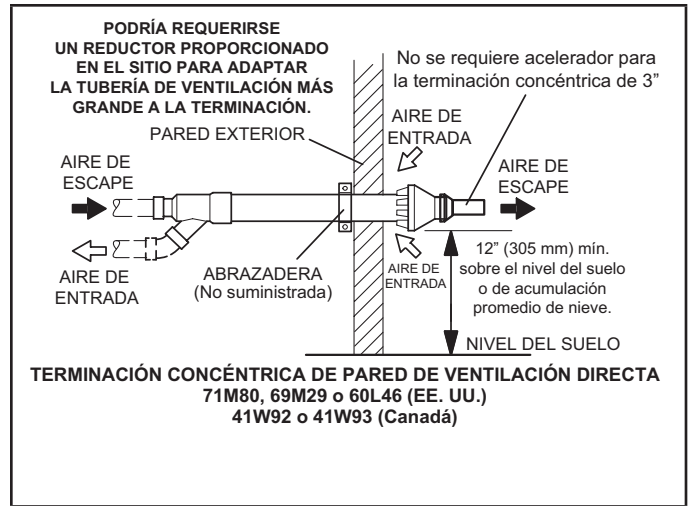 PODRÍA REQUERIRSE
UN REDUCTOR PROPORCIONADO
EN EL SITIO PARA ADAPTAR
LA TUBERÍA DE VENTILACIÓN MÁS
GRANDE A LA TERMINACIÓN.
No se requiere acelerador para
la terminación concéntrica de 3”
PARED EXTERIOR
AIRE DE
ENTRADA
AIRE DE
ESCAPE
AIRE DE
ESCAPE
AIRE DE
ENTRADA
ABRAZADERA
(No suministrada)
AIRE DE
ENTRADA
12” (305 mm) mín.
sobre el nivel del suelo
o de acumulación
promedio de nieve.
NIVEL DEL SUELO
TERMINACIÓN CONCÉNTRICA DE PARED DE VENTILACIÓN DIRECTA
71M80, 69M29 o 60L46 (EE. UU.)
41W92 o 41W93 (Canadá)